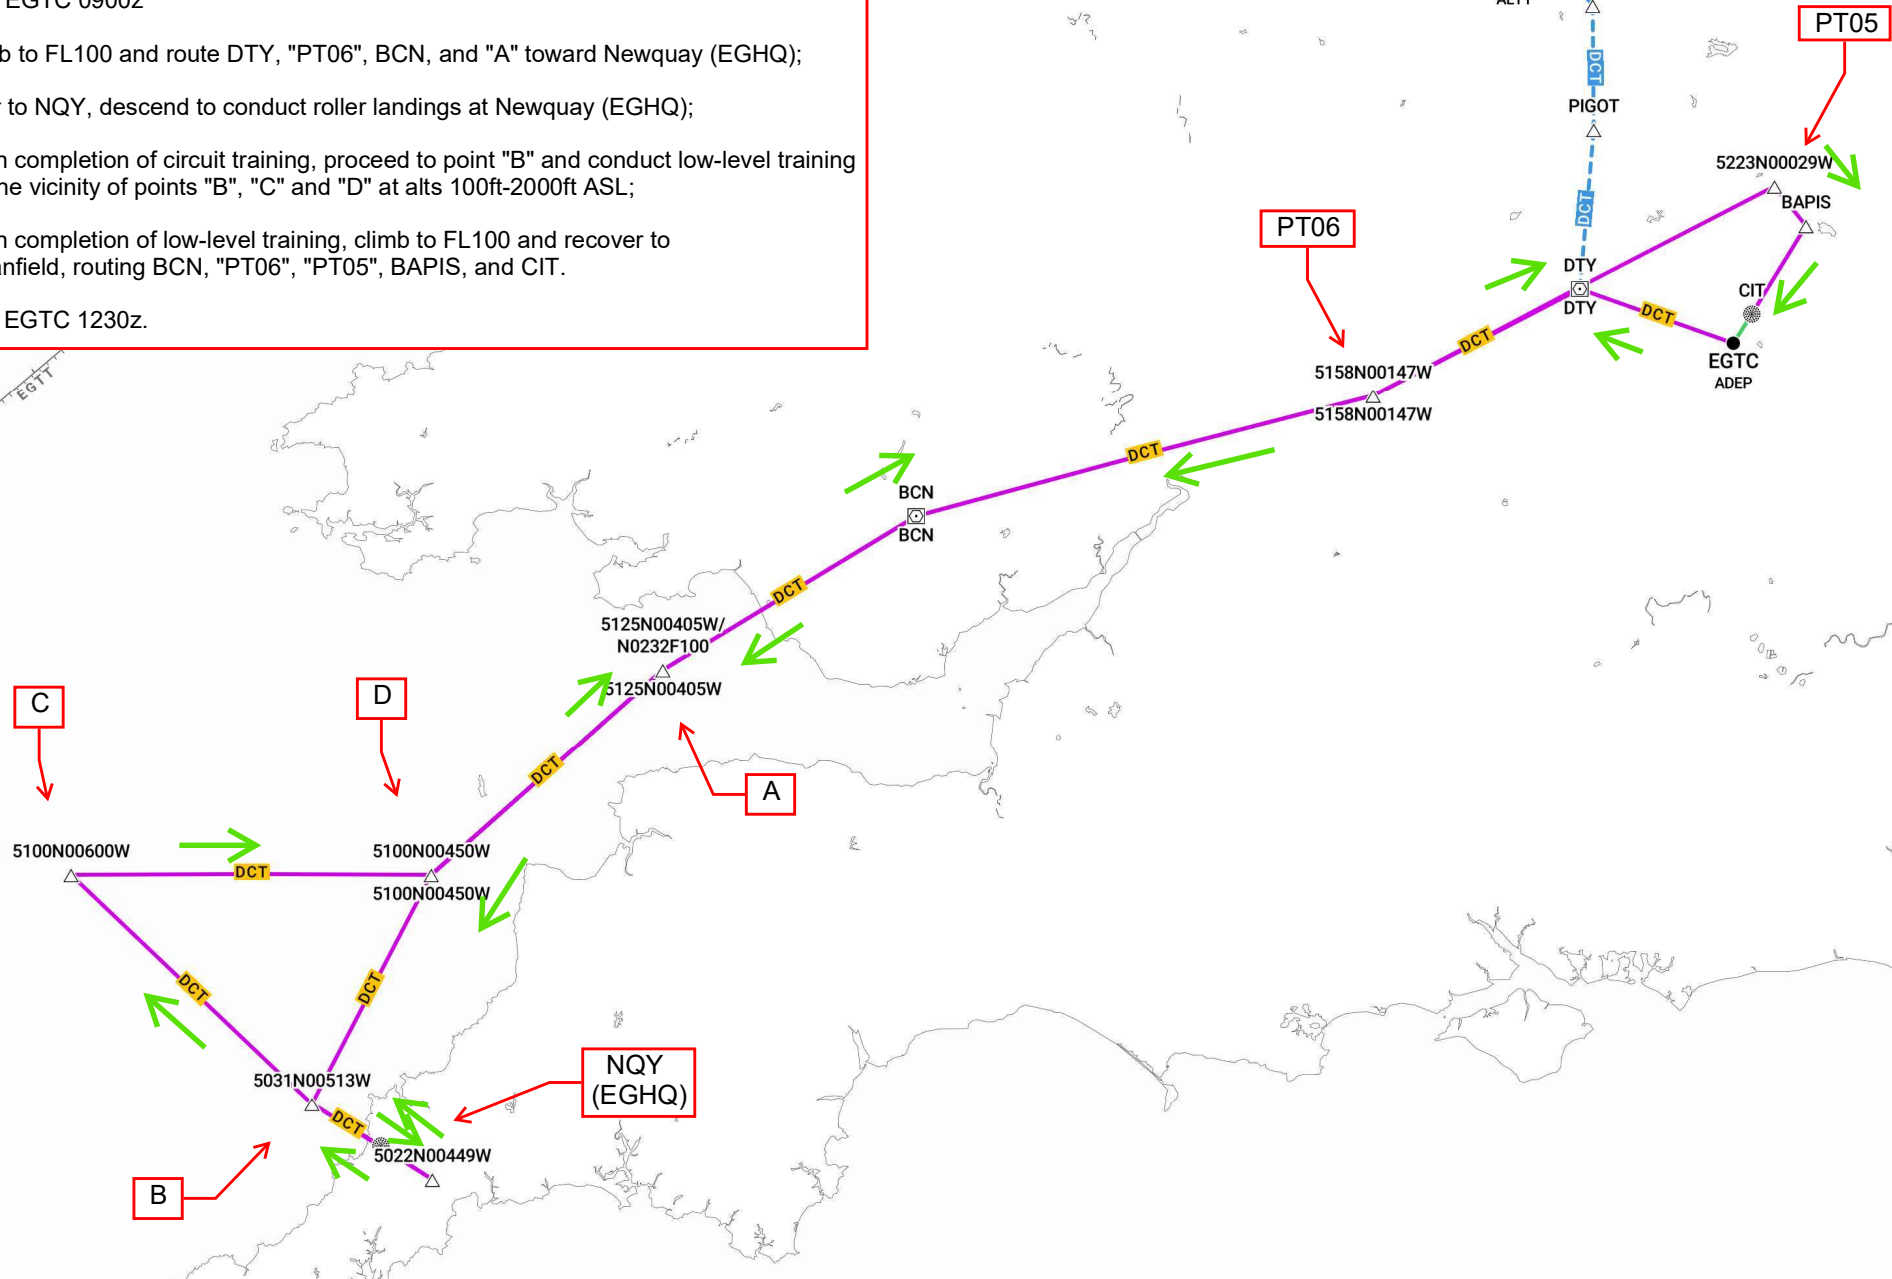 EGTC 0900z
b to FL100 and route DTY, "PT06", BCN, and "A" toward Newquay (EGHQ);
r to NQY, descend to conduct roller landings at Newquay (EGHQ);
n completion of circuit training, proceed to point "B" and conduct low-level training
ne vicinity of points "B", "C" and "D" at alts 100ft-2000ft ASL;
n completion of low-level training, climb to FL100 and recover to
anfield, routing BCN, "PT06", "PT05", BAPIS, and CIT.
EGTC 1230z.
EGTT
PT05
DCT
PIGOT
5223N00029W
BAPIS
DCT
PT06
DTY
DTY
CIT
DCT
EGTC
ADEP
DCT
5158N00147W
5158N00147W
DCT
BCN
BCN
DCT
5125N00405W/
N0232F100
5125N00405W
A
C
D
DCT
5100N00600W
DCT
5100N00450W
5100N00450W
DCT
DCT
5031N00513W
DCT
NQY
(EGHQ)
5022N00449W
B